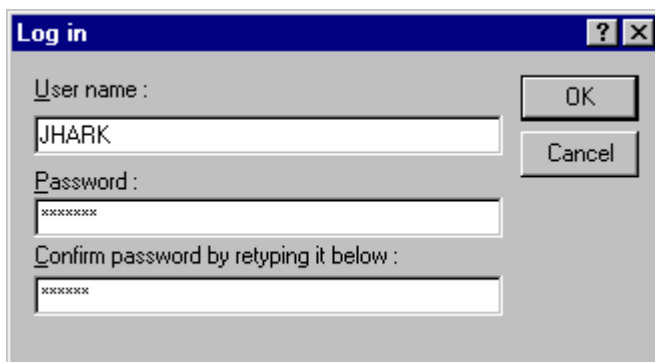 Log in
User name :
JHARK
OK
Cancel
Password :
*******
Confirm password by retyping it below :
******